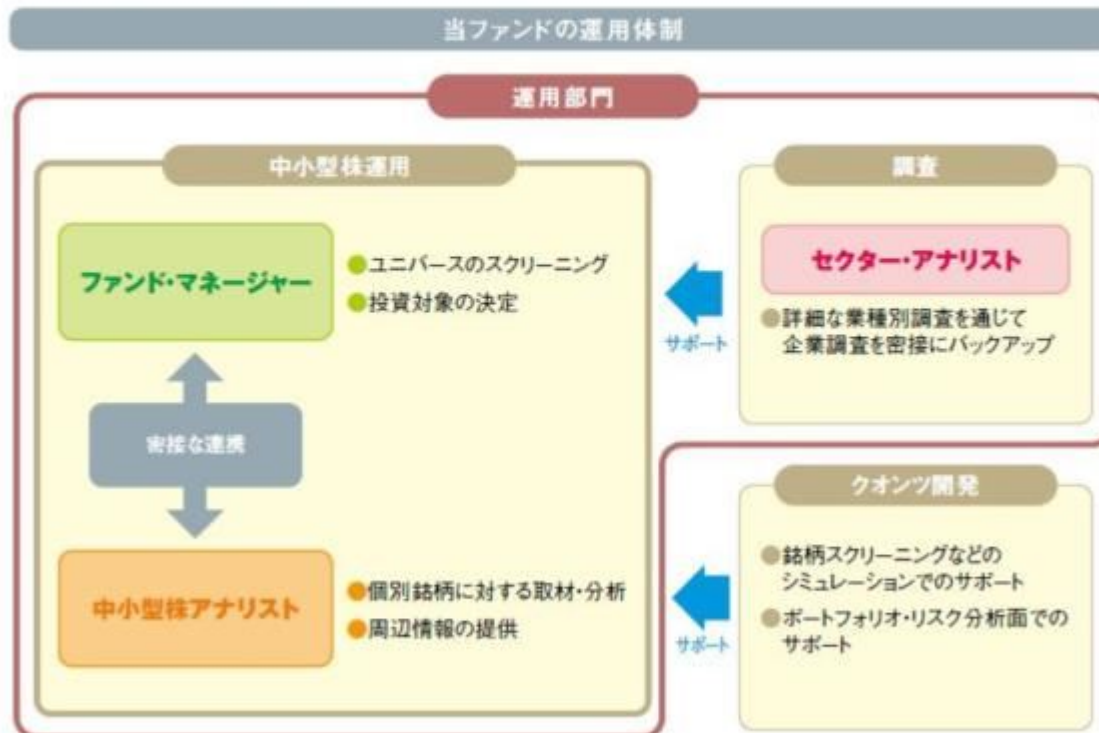 当ファンドの運用体制
運用部門
中小型株運用
ファンド・マネージャー
●ユニバースのスクリーニング
●投資対象の決定
密接な連携
中小型株アナリスト
●個別銘柄に対する取材・分析
●周辺情報の提供
サポート
調査
セクター・アナリスト
●詳細な業種別調査を通じて
企業調査を密接にバックアップ
サポート
クオンツ開発
●銘柄スクリーニングなどの
シミュレーションでのサポート
●ポートフォリオ・リスク分析面での
サポート